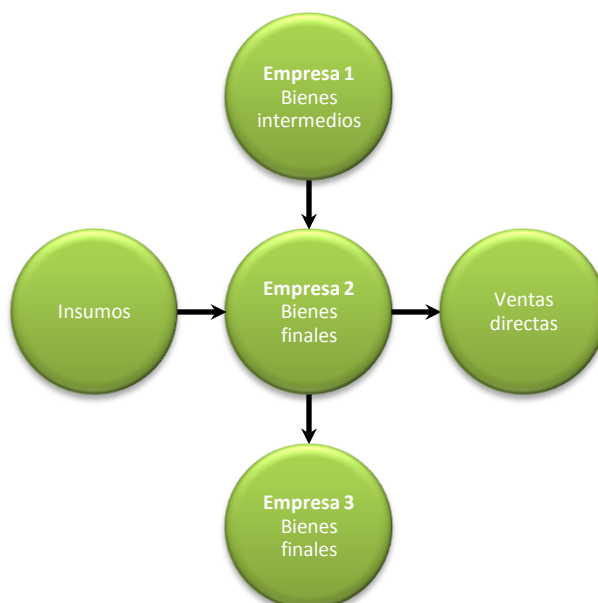 Empresa 1
Bienes
intermedios
Insumos
Empresa 2
Bienes
finales
Ventas
directas
Empresa 3
Bienes
finales